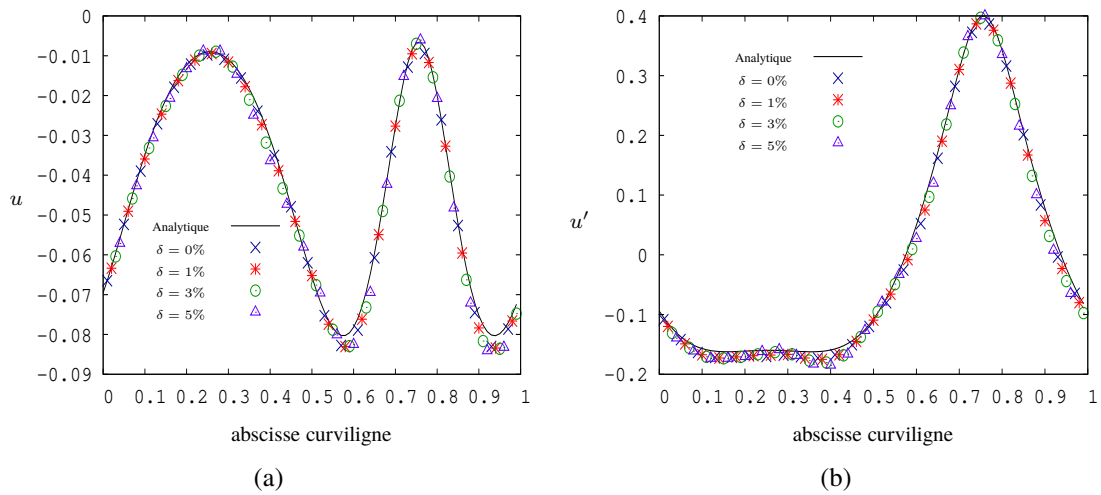 0
−0.01
−0.02
−0.03
−0.04
−0.05
−0.06
−0.07
−0.08
−0.09
u
Analytique
δ = 0%
δ = 1%
δ = 3%
δ = 5%
0 0.1 0.2 0.3 0.4 0.5 0.6 0.7 0.8 0.9 1
abscisse curviligne
(a)
0.4
0.3
0.2
0.1
0
−0.1
−0.2
u′
Analytique
δ = 0%
δ = 1%
δ = 3%
δ = 5%
0 0.1 0.2 0.3 0.4 0.5 0.6 0.7 0.8 0.9 1
abscisse curviligne
(b)